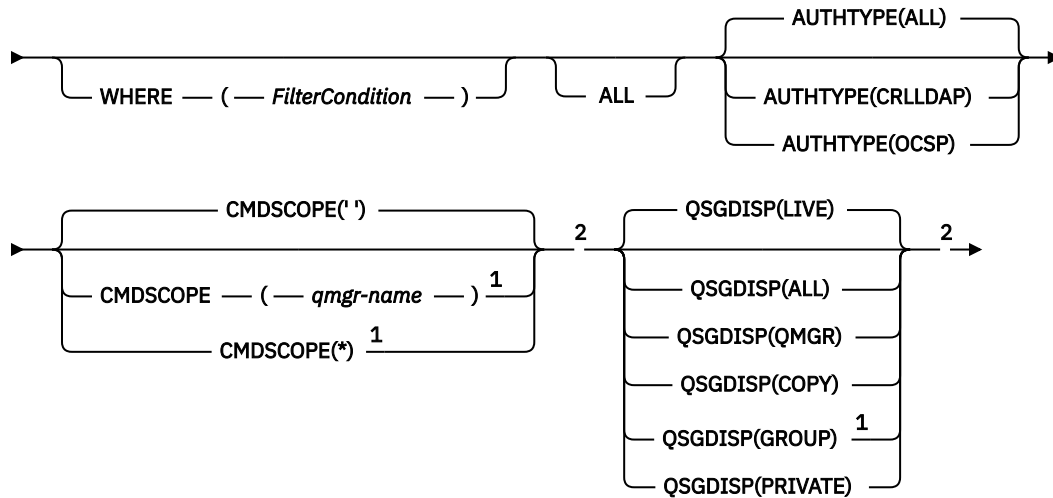 AUTHTYPE(ALL)
WHERE ( FilterCondition )
ALL
AUTHTYPE(CRLLDAP)
AUTHTYPE(OCSP)
CMDSCOPE(' ')
2
QSGDISP(LIVE)
2
CMDSCOPE ( qmgr-name ) 1
QSGDISP(ALL)
CMDSCOPE(*) 1
QSGDISP(QMGR)
QSGDISP(COPY)
QSGDISP(GROUP) 1
QSGDISP(PRIVATE)